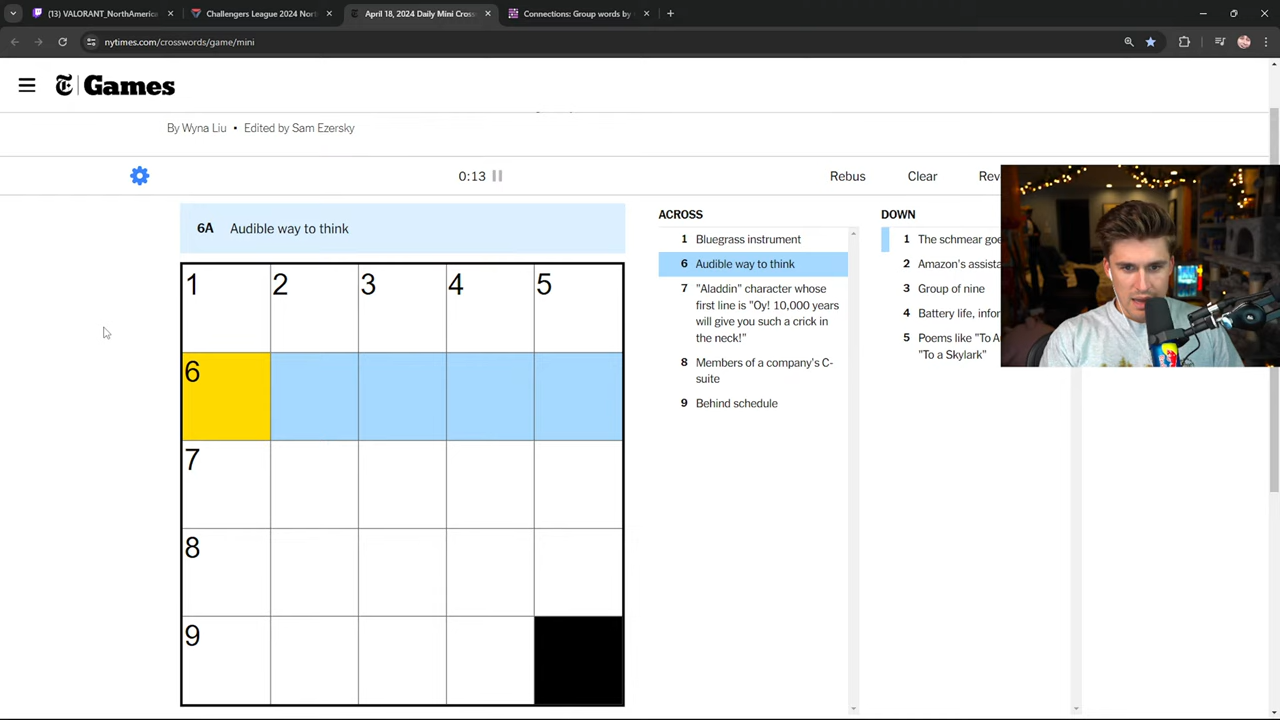 (13) VALORANT_NorthAmerica
Challengers League 2024 Nort
April 18, 2024 Daily Mini Cross
Connections: Group words by
nytimes.com/crosswords/game/mini
Games
By Wyna Liu • Edited by Sam Ezersky
0:13
Rebus
Clear
Rev
6A Audible way to think
ACROSS
1 Bluegrass instrument
6 Audible way to think
7 "Aladdin" character whose
first line is "Oy! 10,000 years
will give you such a crick in
the neck!"
8 Members of a company's C-
suite
9 Behind schedule
DOWN
1 The schmear goe
2 Amazon's assista
3 Group of nine
4 Battery life, infor
5 Poems like "To A
"To a Skylark"
1 2 3 4 5
6
7
8
9